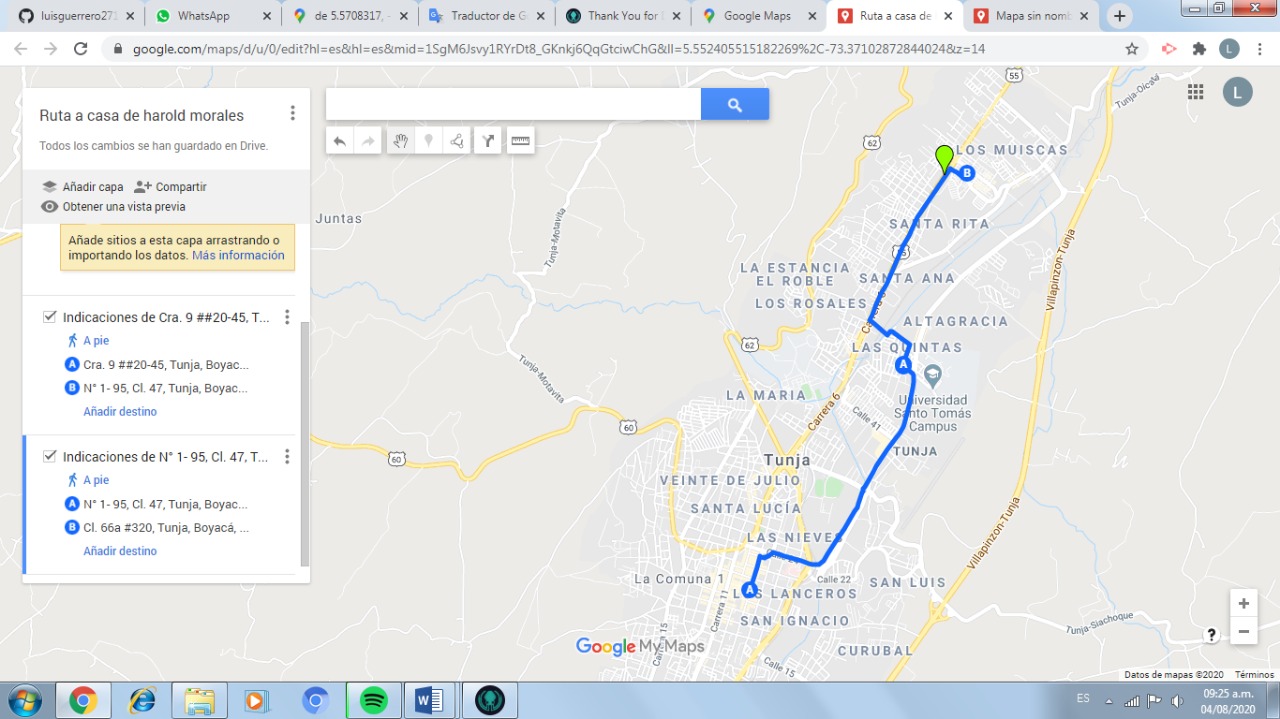 luisguerrero271
WhatsApp
de 5.5708317, -
Traductor de G
Thank You for
Google Maps
Ruta a casa de
Mapa sin nomb
google.com/maps/d/u/0/edit?hl=es&hl=es&mid=1SgM6Jsvy1RYrDt8_GKnkj6QqGtciwChG&ll=5.552405515182269%2C-73.37102872844024&z=14
L
Ruta a casa de harold morales
Todos los cambios se han guardado en Drive.
Añadir capa
Compartir
Obtener una vista previa
Añade sitios a esta capa arrastrando o
importando los datos. Más información
Indicaciones de Cra. 9 ##20-45, T...
A pie
A Cra. 9 ##20-45, Tunja, Boyac...
B N° 1- 95, Cl. 47, Tunja, Boyac...
Añadir destino
Indicaciones de N° 1- 95, Cl. 47, T...
A pie
A N° 1- 95, Cl. 47, Tunja, Boyac...
B Cl. 66a #320, Tunja, Boyacá, ...
Añadir destino
L
55
Tunja-Oicatá
62
LOS MUISCAS
B
Juntas
Tunja-Motavita
SANTA RITA
Villapinzon-Tunja
LA ESTANCIA
EL ROBLE
SANTA ANA
LOS ROSALES
ALTAGRACIA
62
LAS QUINTAS
A
Tunja-Motavita
Universidad
Santo Tomás
Campus
LA MARIA
Carrera 6
Calle 41
60
60
TUNJA
Tunja
VEINTE DE JULIO
SANTA LUCÍA
LAS NIEVES
Villapinzon-Tunja
La Comuna 1
Calle 22
SAN LUIS
A
LOS LANCEROS
Carrera 11
SAN IGNACIO
Tunja-Siachoque
Carrera 15
CURUBAL
Calle 15
Google My Maps
+
−
?
Datos de mapas ©2020
Términos
ES
09:25 a.m.
04/08/2020